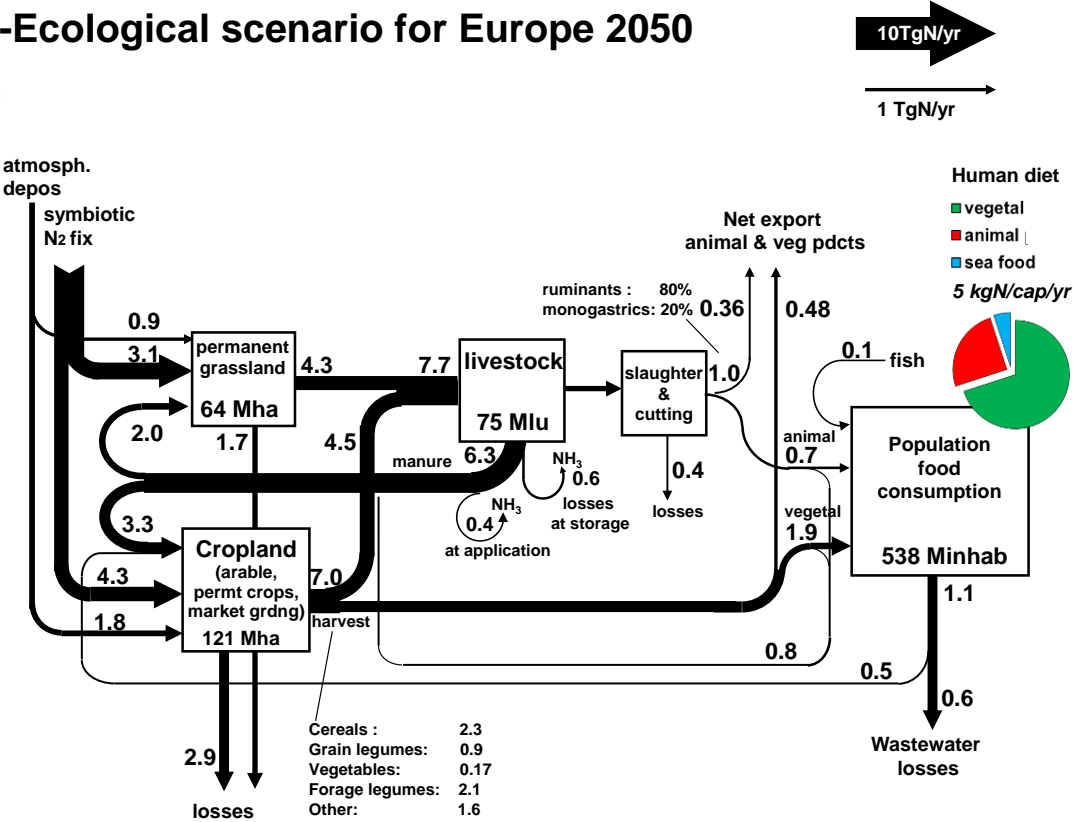 -Ecological scenario for Europe 2050
10TgN/yr
1 TgN/yr
atmosph.
depos
symbiotic
N2 fix
Human diet
vegetal
animal
sea food
5 kgN/cap/yr
Net export
animal & veg pdcts
ruminants : 80%
monogastrics: 20%
0.36
0.48
0.9
3.1
permanent
grassland
64 Mha
4.3
7.7
livestock
75 Mlu
slaughter
&
cutting
1.0
0.1
fish
2.0
1.7
4.5
manure
6.3
NH3
0.6
losses
at storage
NH3
0.4
at application
0.4
losses
animal
0.7
vegetal
1.9
Population
food
consumption
538 Minhab
3.3
4.3
1.8
Cropland
(arable,
permt crops,
market grdng)
121 Mha
7.0
harvest
0.8
0.5
1.1
0.6
Wastewater
losses
2.9
losses
Cereals : 2.3
Grain legumes: 0.9
Vegetables: 0.17
Forage legumes: 2.1
Other: 1.6